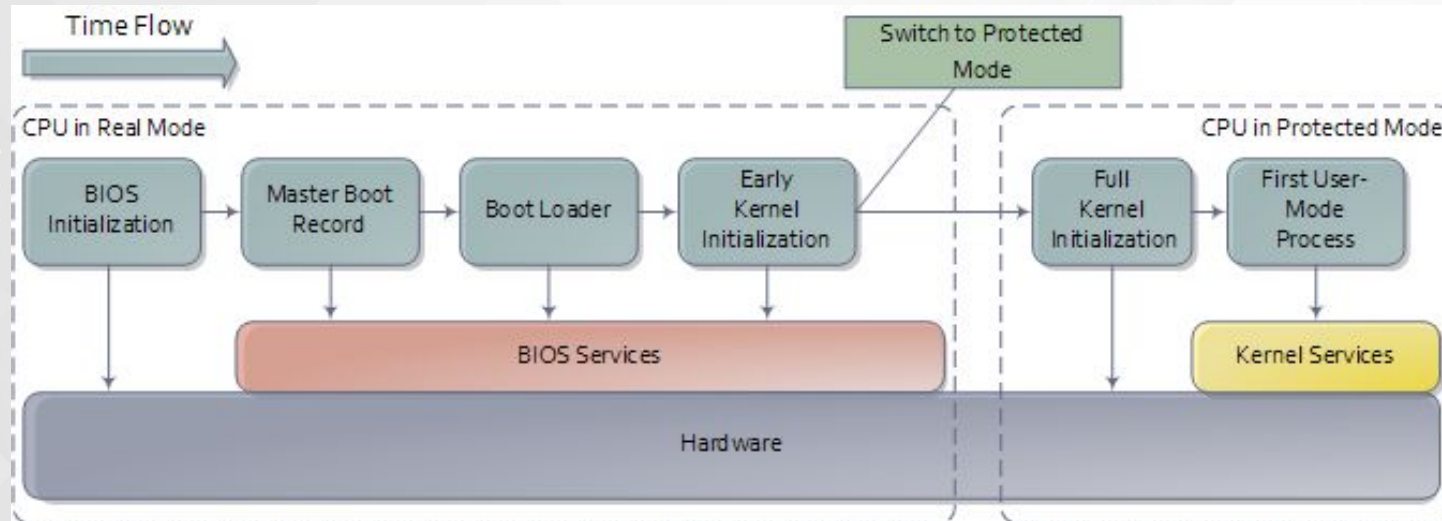 Time Flow
Switch to Protected
Mode
CPU in Real Mode
CPU in Protected Mode
BIOS
Initialization
Master Boot
Record
Boot Loader
Early
Kernel
Initialization
Full
Kernel
Initialization
First User-
Mode
Process
BIOS Services
Kernel Services
Hardware